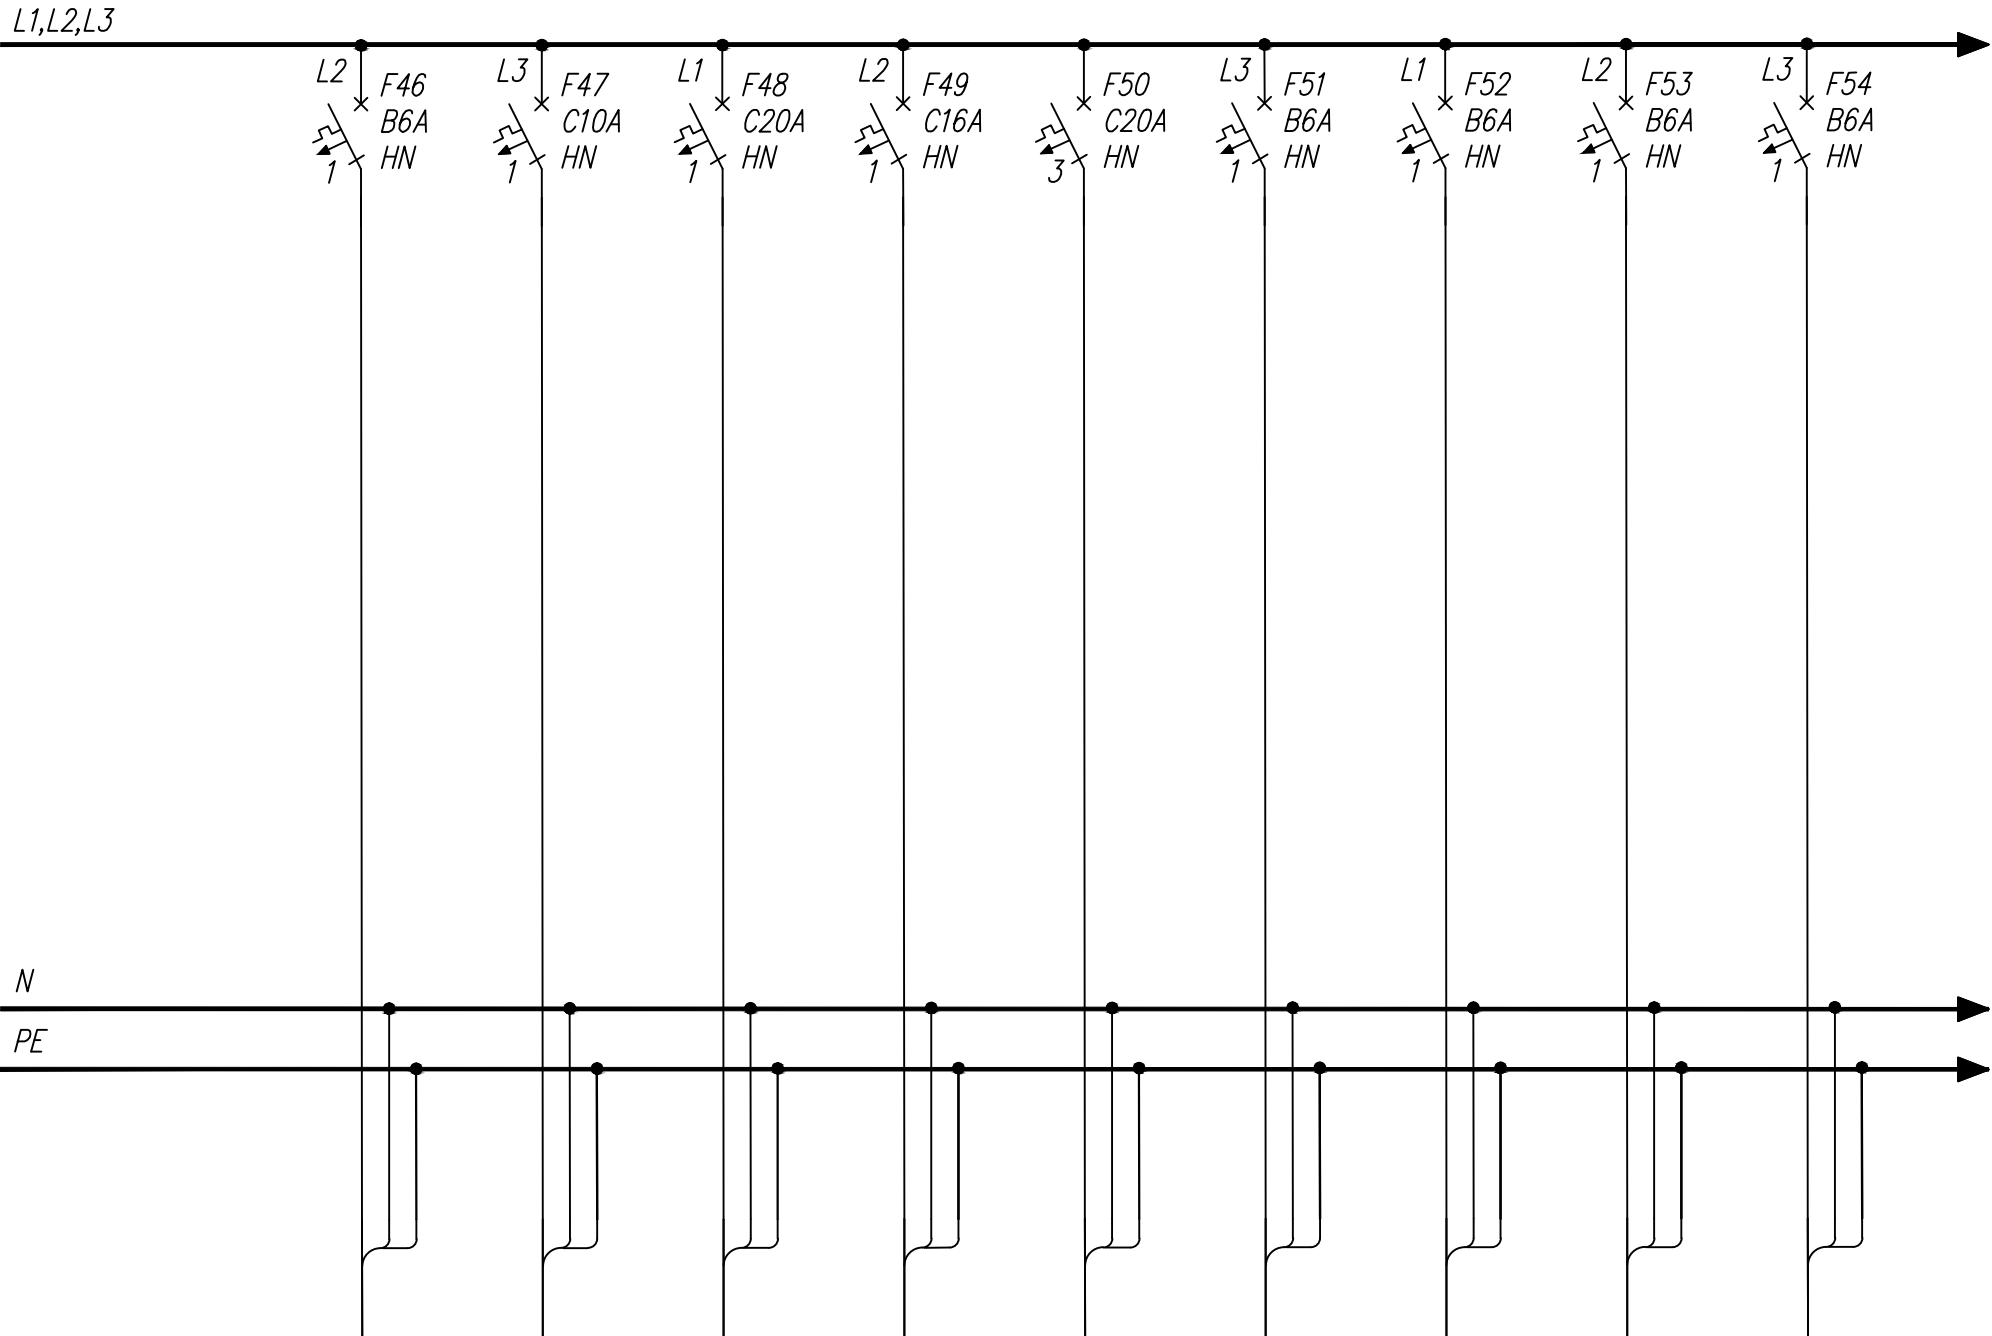 L1,L2,L3
L2
F46
B6A
HN
1
L3
F47
C10A
HN
1
L1
F48
C20A
HN
1
L2
F49
C16A
HN
1
F50
C20A
HN
3
L3
F51
B6A
HN
1
L1
F52
B6A
HN
1
L2
F53
B6A
HN
1
L3
F54
B6A
HN
1
N
PE